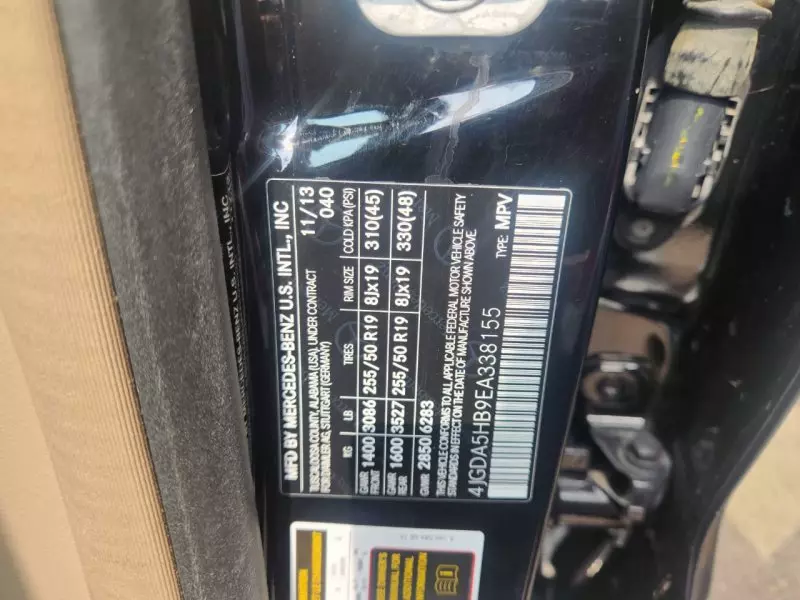 MFD BY MERCEDES-BENZ U.S. INTL., INC
TUSCALOOSA COUNTY, ALABAMA (USA), UNDER CONTRACT 11/13
FOR DAIMLER AG, STUTTGART (GERMANY) 040
KG LB TIRES RIM SIZE COLD KPA (PSI)
GAWR FRONT 1400 3086 255/50 R19 8Jx19 310(45)
GAWR REAR 1600 3527 255/50 R19 8Jx19 330(48)
GVWR 2850 6283
THIS VEHICLE CONFORMS TO ALL APPLICABLE FEDERAL MOTOR VEHICLE SAFETY
IN EFFECT ON THE DATE OF MANUFACTURE SHOWN ABOVE.
TYPE: MPV
4JGDA5HB9EA338155